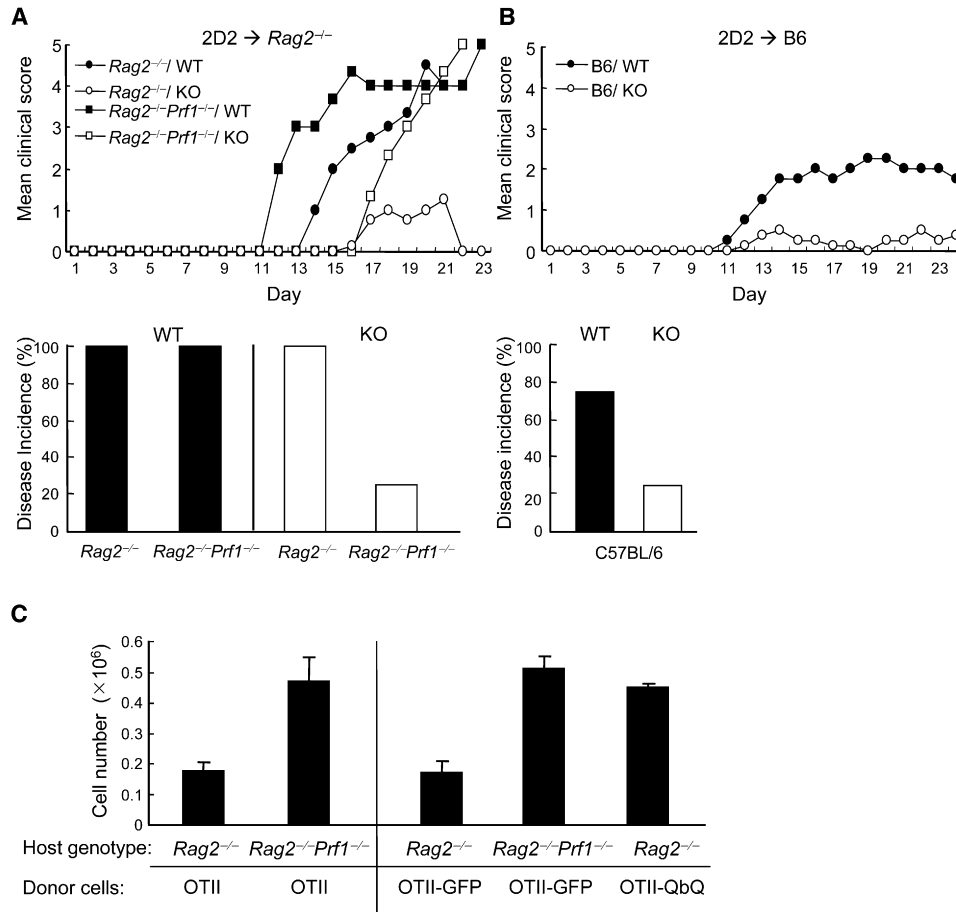 A
2D2 → Rag2–/–
Mean clinical score
5
4
3
2
1
0
Rag2–/–/ WT
Rag2–/–/ KO
Rag2–/–Prf1–/–/ WT
Rag2–/–Prf1–/–/ KO
1 3 5 7 9 11 13 15 17 19 21 23
Day
B
2D2 → B6
Mean clinical score
5
4
3
2
1
0
B6/ WT
B6/ KO
1 3 5 7 9 11 13 15 17 19 21 23
Day
Disease Incidence (%)
100
80
60
40
20
0
WT KO
Rag2–/– Rag2–/–Prf1–/– Rag2–/– Rag2–/–Prf1–/–
Disease incidence (%)
100
80
60
40
20
0
WT KO
C57BL/6
C
Cell number (×10⁶)
0.6
0.5
0.4
0.3
0.2
0.1
0
Host genotype: Rag2–/– Rag2–/–Prf1–/– Rag2–/– Rag2–/–Prf1–/– Rag2–/–
Donor cells: OTII OTII OTII-GFP OTII-GFP OTII-QbQ